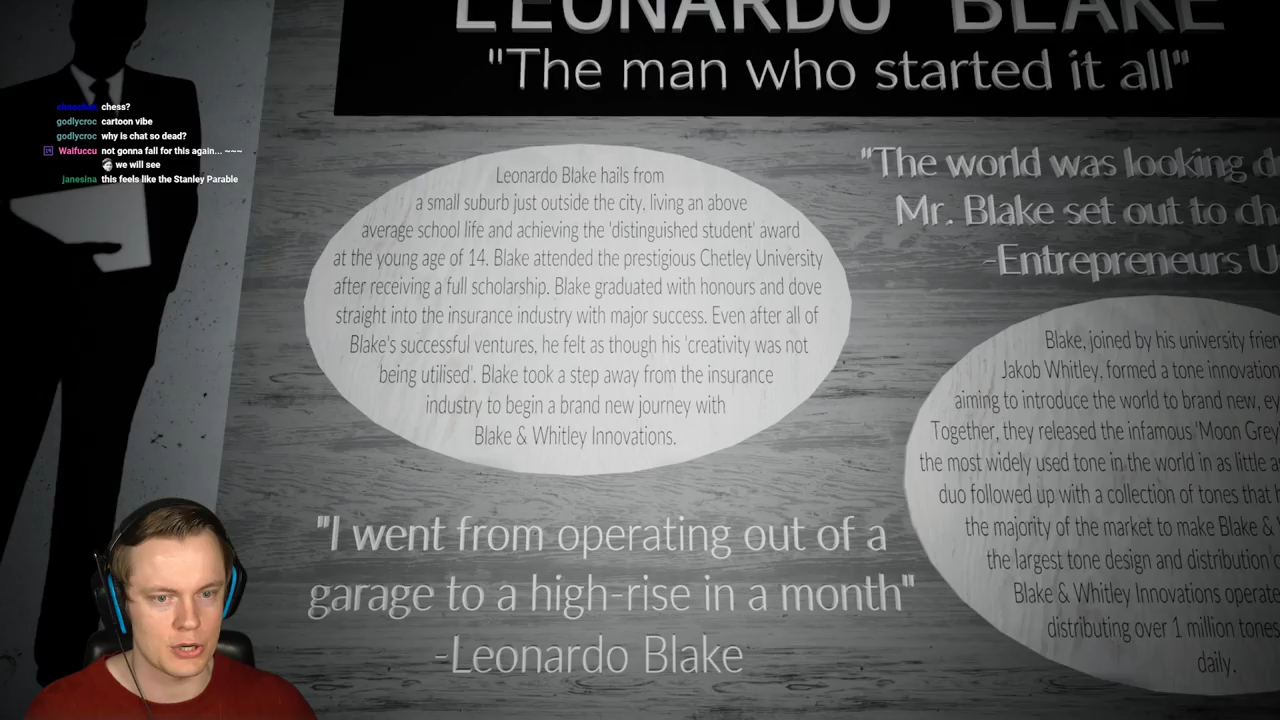 LEONARDO BLAKE
"The man who started it all"
chess?
godlycroc cartoon vibe
godlycroc why is chat so dead?
Waifuccu not gonna fall for this again... ~~~
we will see
janesina this feels like the Stanley Parable
Leonardo Blake hails from
a small suburb just outside the city, living an above
average school life and achieving the 'distinguished student' award
at the young age of 14. Blake attended the prestigious Chetley University
after receiving a full scholarship. Blake graduated with honours and dove
straight into the insurance industry with major success. Even after all of
Blake's successful ventures, he felt as though his 'creativity was not
being utilised'. Blake took a step away from the insurance
industry to begin a brand new journey with
Blake & Whitley Innovations.
"I went from operating out of a
garage to a high-rise in a month"
-Leonardo Blake
"The world was looking
Mr. Blake set out to
-Entrepreneurs
Blake, joined by his university
Jakob Whitley, formed a tone innovation
aiming to introduce the world to brand new,
Together, they released the infamous 'Moon Grey'
the most widely used tone in the world in as little
duo followed up with a collection of tones that
the majority of the market to make Blake &
the largest tone design and distribution
Blake & Whitley Innovations
distributing over 1 million tones
daily.